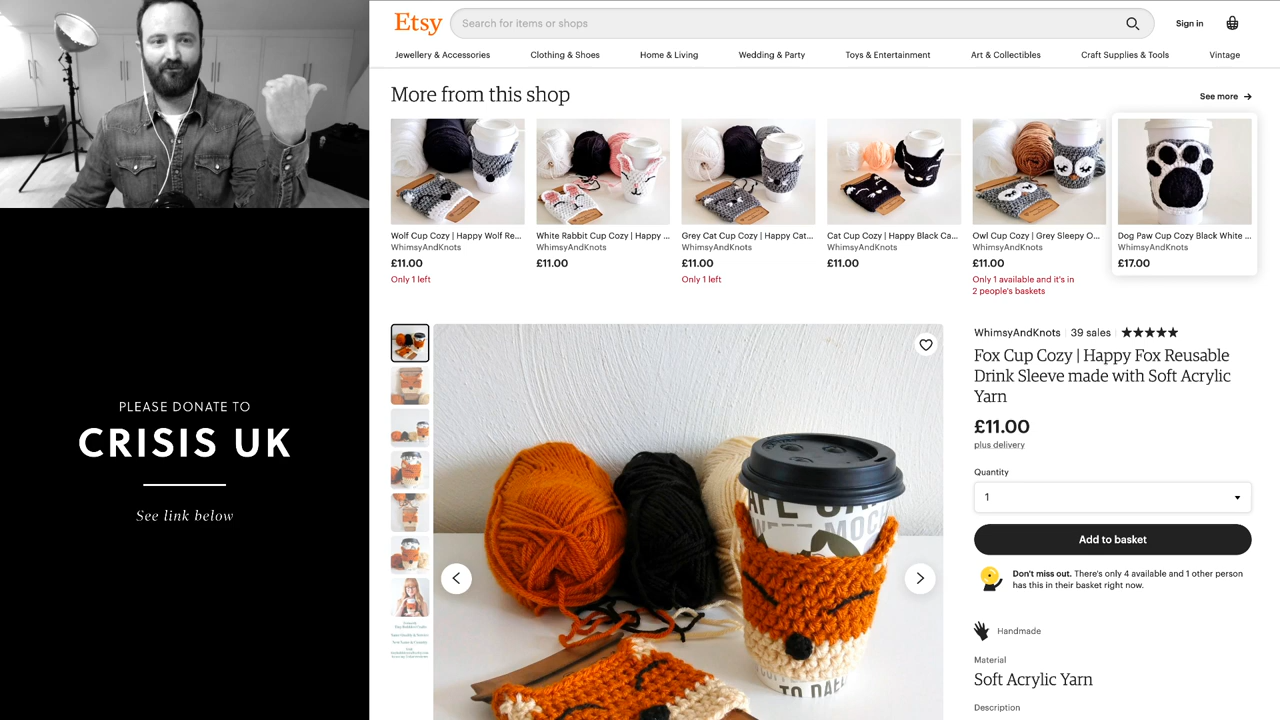 PLEASE DONATE TO
CRISIS UK
See link below
Etsy
Search for items or shops
Sign in
Jewellery & Accessories
Clothing & Shoes
Home & Living
Wedding & Party
Toys & Entertainment
Art & Collectibles
Craft Supplies & Tools
Vintage
More from this shop
See more
Wolf Cup Cozy | Happy Wolf Re...
WhimsyAndKnots
£11.00
Only 1 left
White Rabbit Cup Cozy | Happy ...
WhimsyAndKnots
£11.00
Grey Cat Cup Cozy | Happy Cat...
WhimsyAndKnots
£11.00
Only 1 left
Cat Cup Cozy | Happy Black Ca...
WhimsyAndKnots
£11.00
Owl Cup Cozy | Grey Sleepy O...
WhimsyAndKnots
£11.00
Only 1 available and it's in
2 people's baskets
Dog Paw Cup Cozy Black White ...
WhimsyAndKnots
£17.00
WhimsyAndKnots
39 sales
Fox Cup Cozy | Happy Fox Reusable
Drink Sleeve made with Soft Acrylic
Yarn
£11.00
plus delivery
Quantity
1
Add to basket
Don't miss out. There's only 4 available and 1 other person
has this in their basket right now.
Handmade
Material
Soft Acrylic Yarn
Description
MOCH
TO DA